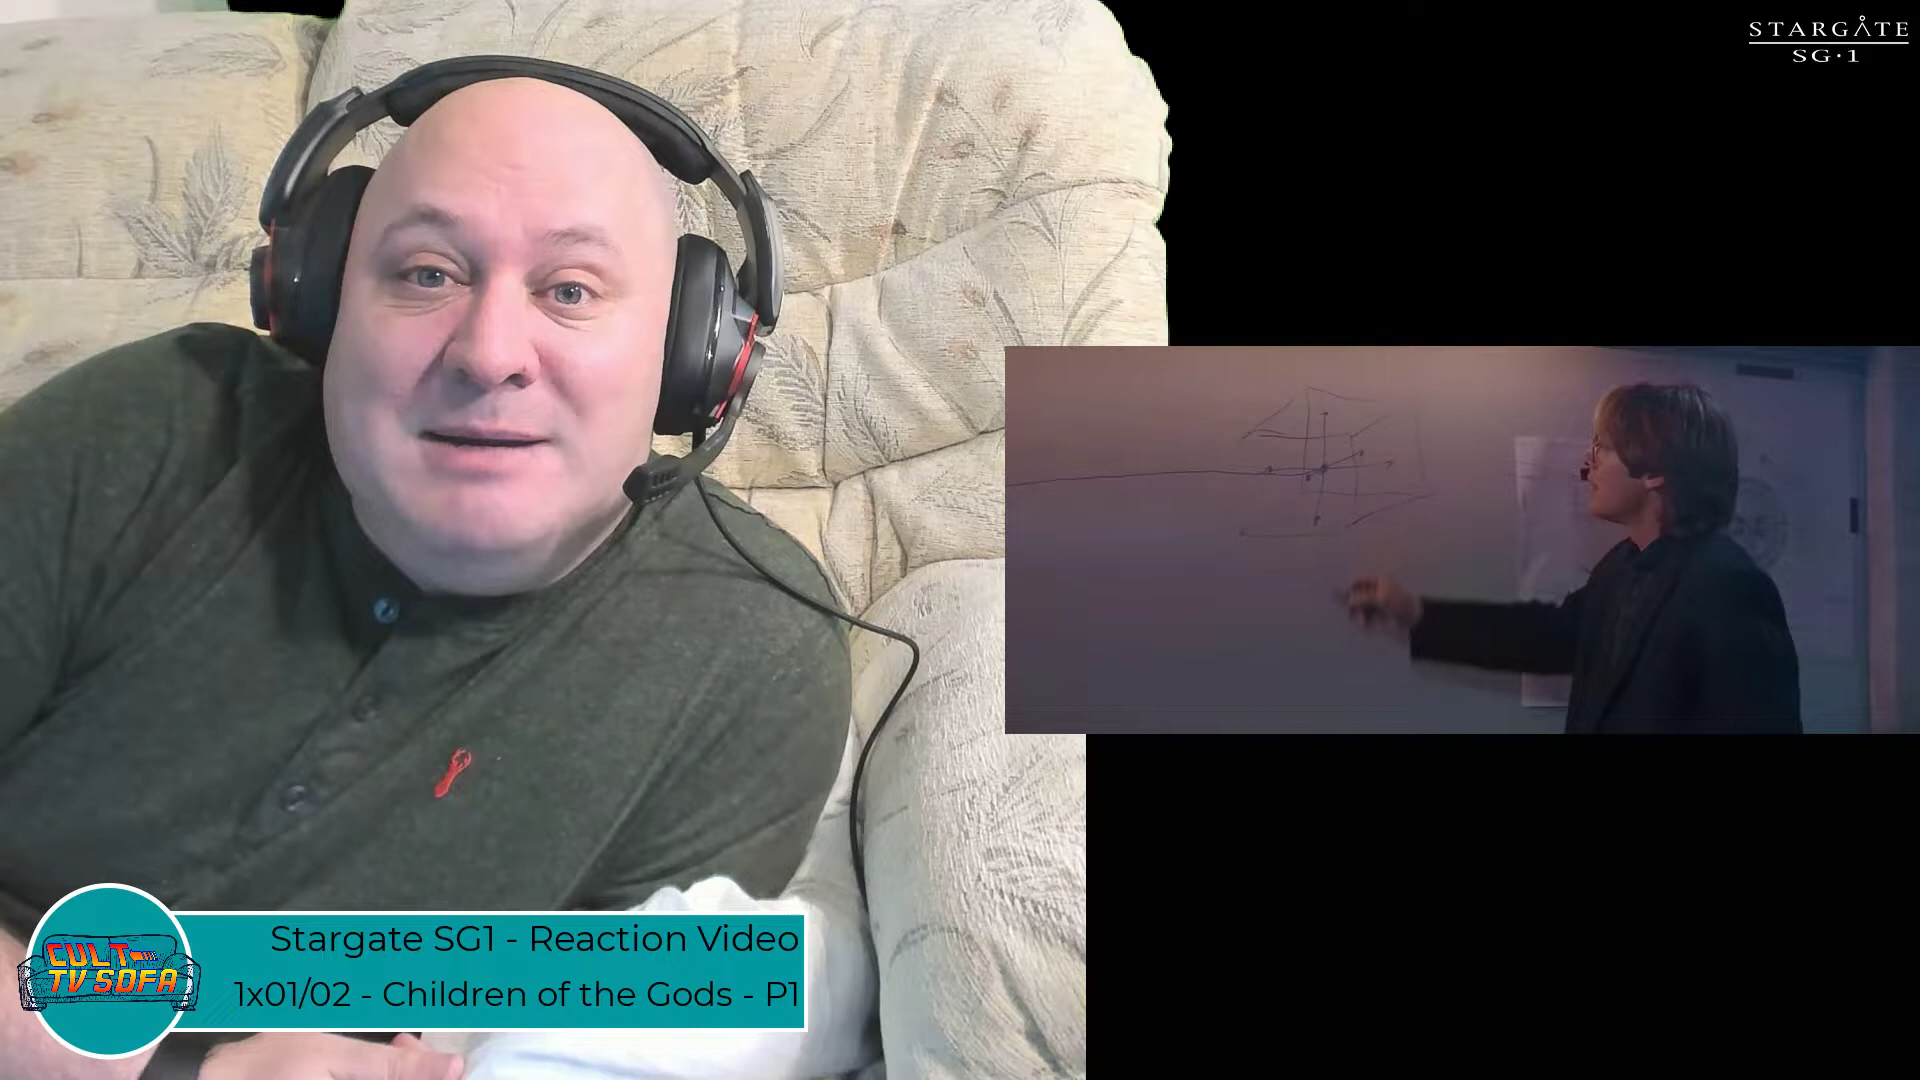 STARGATE
SG·1
Stargate SG1 - Reaction Video
1x01/02 - Children of the Gods - P1
CULT
TV SOFA